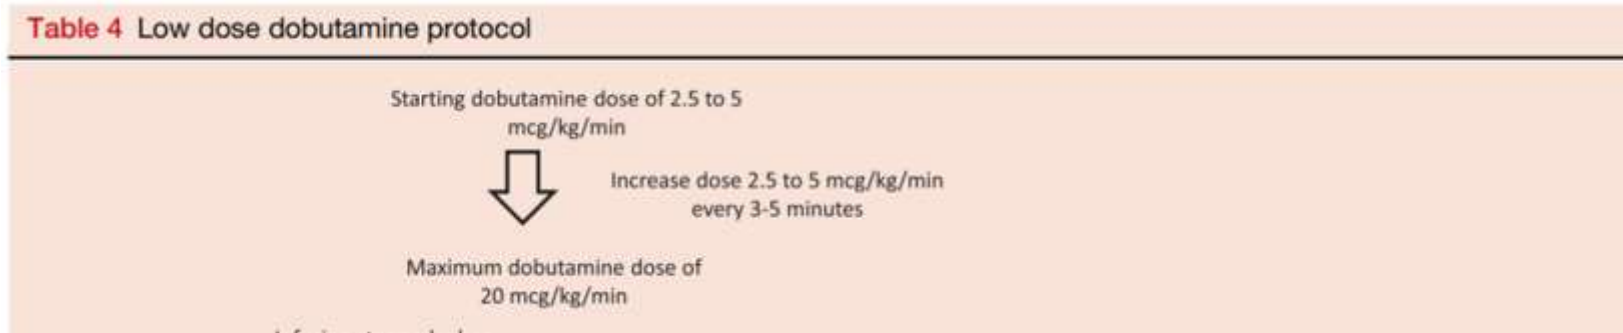 Table 4 Low dose dobutamine protocol
Starting dobutamine dose of 2.5 to 5
mcg/kg/min
Increase dose 2.5 to 5 mcg/kg/min
every 3-5 minutes
Maximum dobutamine dose of
20 mcg/kg/min